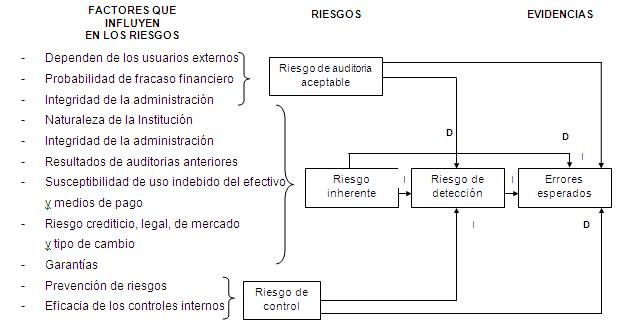 FACTORES QUE
INFLUYEN
EN LOS RIESGOS
RIESGOS
EVIDENCIAS
- Dependen de los usuarios externos
- Probabilidad de fracaso financiero
- Integridad de la administración
- Naturaleza de la Institución
- Integridad de la administración
- Resultados de auditorias anteriores
- Susceptibilidad de uso indebido del efectivo
y medios de pago
- Riesgo crediticio, legal, de mercado
y tipo de cambio
- Garantías
- Prevención de riesgos
- Eficacia de los controles internos
Riesgo de auditoria
aceptable
D
D
I
Riesgo
inherente
I
Riesgo de
detección
I
Errores
esperados
I
D
Riesgo de
control